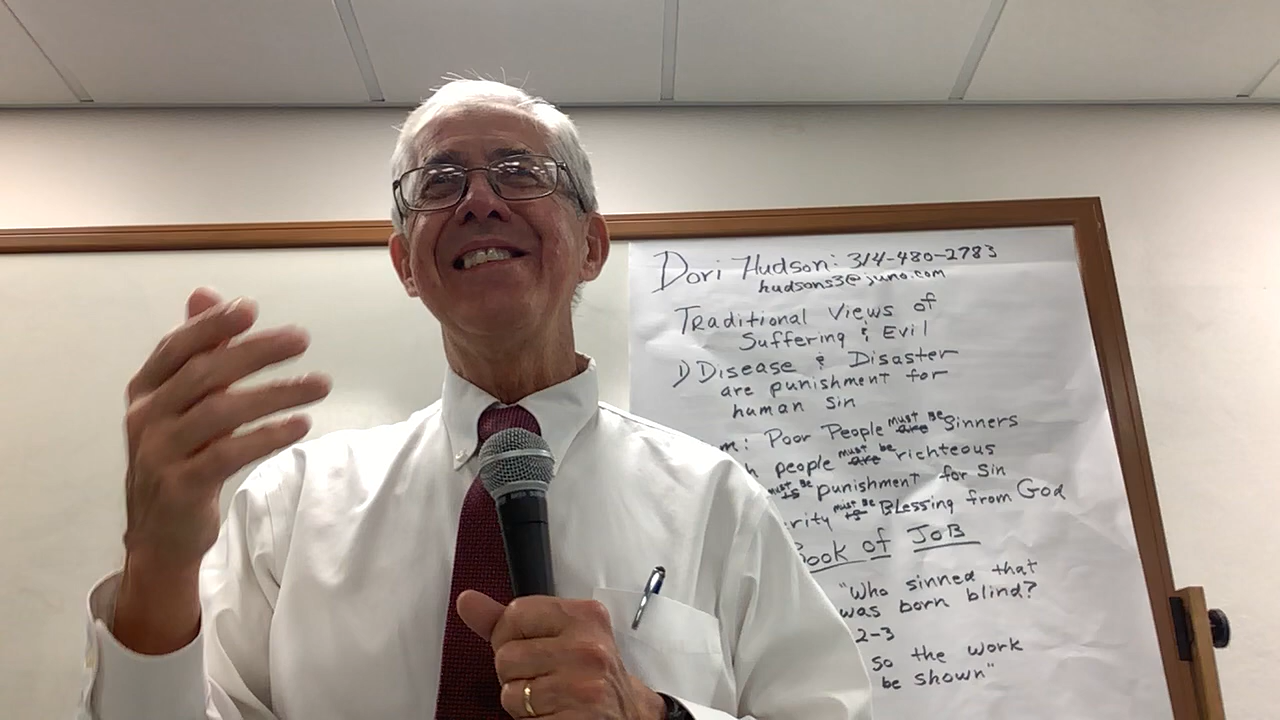 Dori Hudson: 314-480-2783
hudsons3@juno.com
Traditional Views of
Suffering & Evil
1) Disease & Disaster
are punishment for
human sin
m: Poor People must be are Sinners
h people must be are richteous
must be is punishment for Sin
rity must be is Blessing from God
Book of JOB
"Who sinned that
was born blind?
2-3
so the work
be shown"